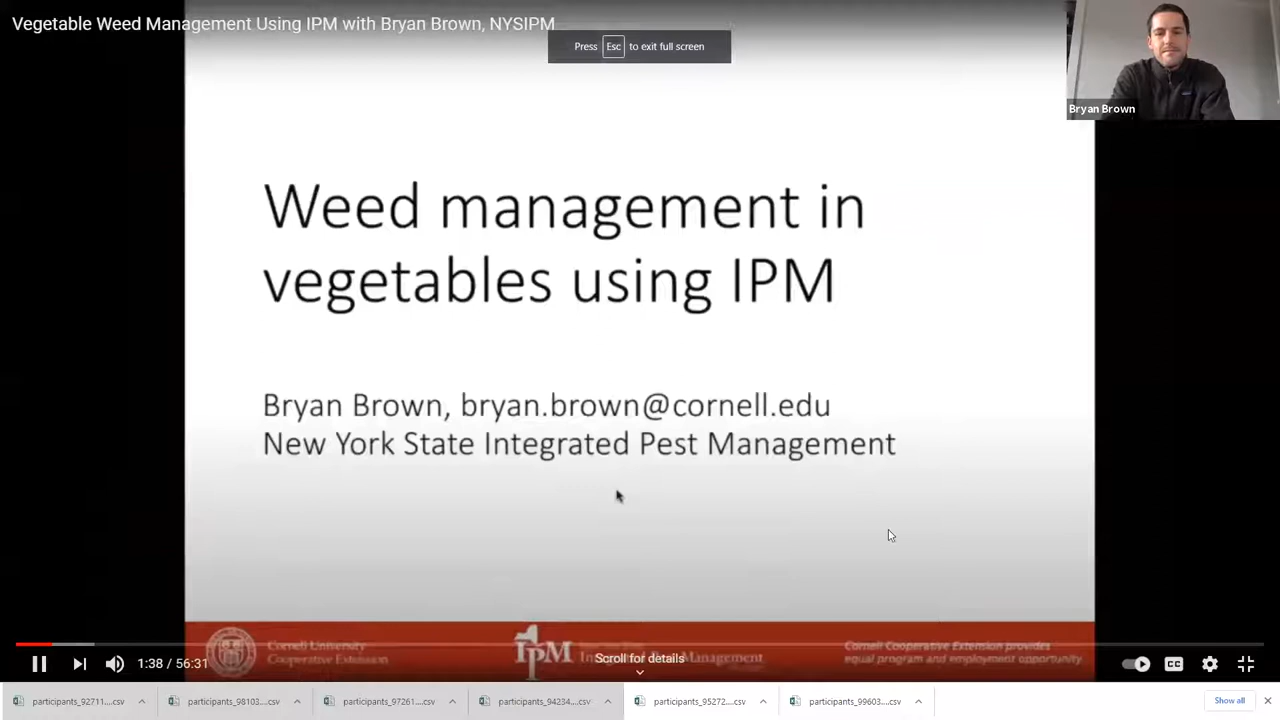 Vegetable Weed Management Using IPM with Bryan Brown, NYSIPM
Press Esc to exit full screen
Bryan Brown
Weed management in
vegetables using IPM
Bryan Brown, bryan.brown@cornell.edu
New York State Integrated Pest Management
Cornell University
Cooperative Extension
IPM
Management
Cornell Cooperative Extension provides
equal program and employment opportunity
Scroll for details
1:38 / 56:31
CC
participants_92711....csv
participants_98103....csv
participants_97261....csv
participants_94234....csv
participants_95272....csv
participants_99603....csv
Show all